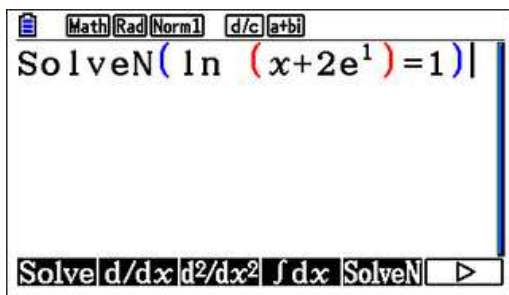 Math Rad Norm1 d/c a+bi
SolveN( ln (x+2e¹)=1)
Solve d/dx d²/dx² ∫dx SolveN ▷